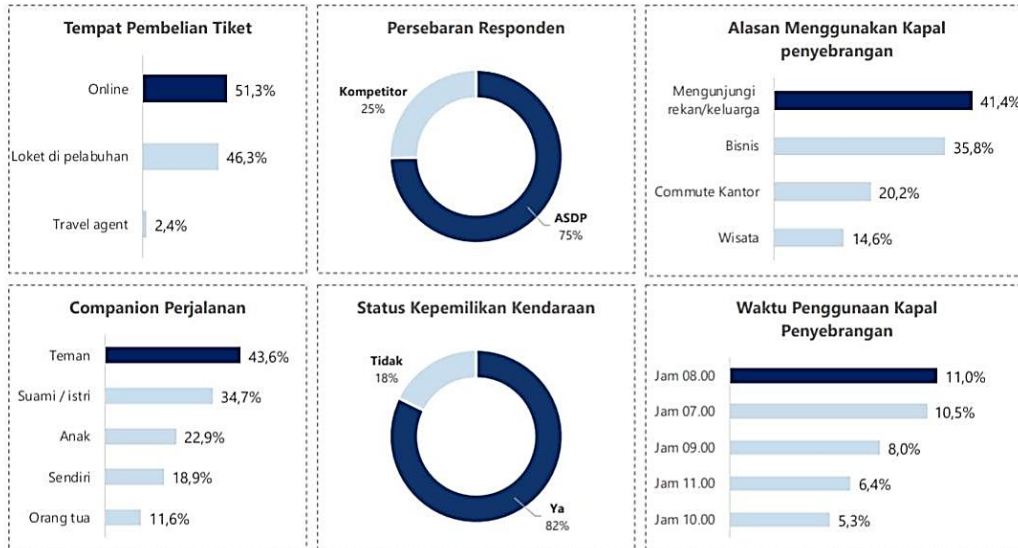 Tempat Pembelian Tiket
Online
51,3%
Loket di pelabuhan
46,3%
Travel agent
2,4%
Persebaran Responden
Kompetitor
25%
ASDP
75%
Alasan Menggunakan Kapal
penyebrangan
Mengunjungi
rekan/keluarga
41,4%
Bisnis
35,8%
Commute Kantor
20,2%
Wisata
14,6%
Companion Perjalanan
Teman
43,6%
Suami / istri
34,7%
Anak
22,9%
Sendiri
18,9%
Orang tua
11,6%
Status Kepemilikan Kendaraan
Tidak
18%
Ya
82%
Waktu Penggunaan Kapal
Penyebrangan
Jam 08.00
11,0%
Jam 07.00
10,5%
Jam 09.00
8,0%
Jam 11.00
6,4%
Jam 10.00
5,3%